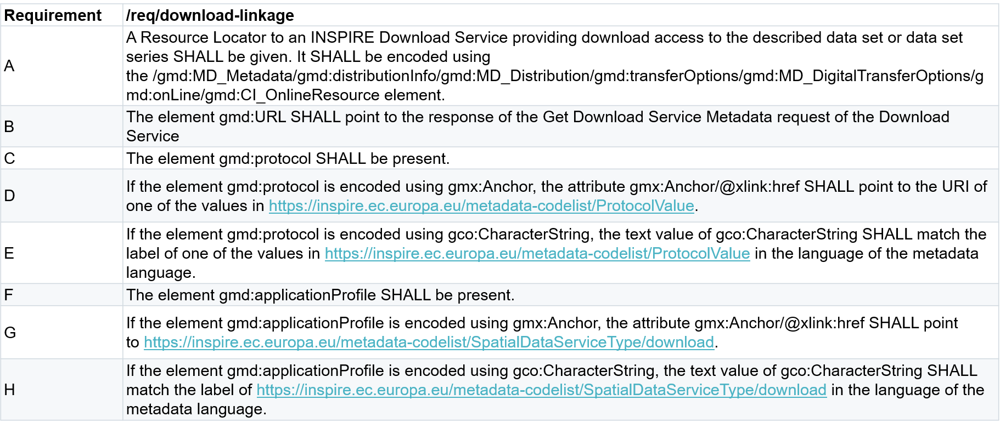 Requirement /req/download-linkage
A Resource Locator to an INSPIRE Download Service providing download access to the described data set or data set
series SHALL be given. It SHALL be encoded using
A
the /gmd:MD_Metadata/gmd:distributionInfo/gmd:MD_Distribution/gmd:transferOptions/gmd:MD_DigitalTransferOptions/g
md:onLine/gmd:CI_OnlineResource element.
B
The element gmd:URL SHALL point to the response of the Get Download Service Metadata request of the Download
Service
C The element gmd:protocol SHALL be present.
D
If the element gmd:protocol is encoded using gmx:Anchor, the attribute gmx:Anchor/@xlink:href SHALL point to the URI of
one of the values in https://inspire.ec.europa.eu/metadata-codelist/ProtocolValue.
E
If the element gmd:protocol is encoded using gco:CharacterString, the text value of gco:CharacterString SHALL match the
label of one of the values in https://inspire.ec.europa.eu/metadata-codelist/ProtocolValue in the language of the metadata
language.
F The element gmd:applicationProfile SHALL be present.
G
If the element gmd:applicationProfile is encoded using gmx:Anchor, the attribute gmx:Anchor/@xlink:href SHALL point
to https://inspire.ec.europa.eu/metadata-codelist/SpatialDataServiceType/download.
H
If the element gmd:applicationProfile is encoded using gco:CharacterString, the text value of gco:CharacterString SHALL
match the label of https://inspire.ec.europa.eu/metadata-codelist/SpatialDataServiceType/download in the language of the
metadata language.